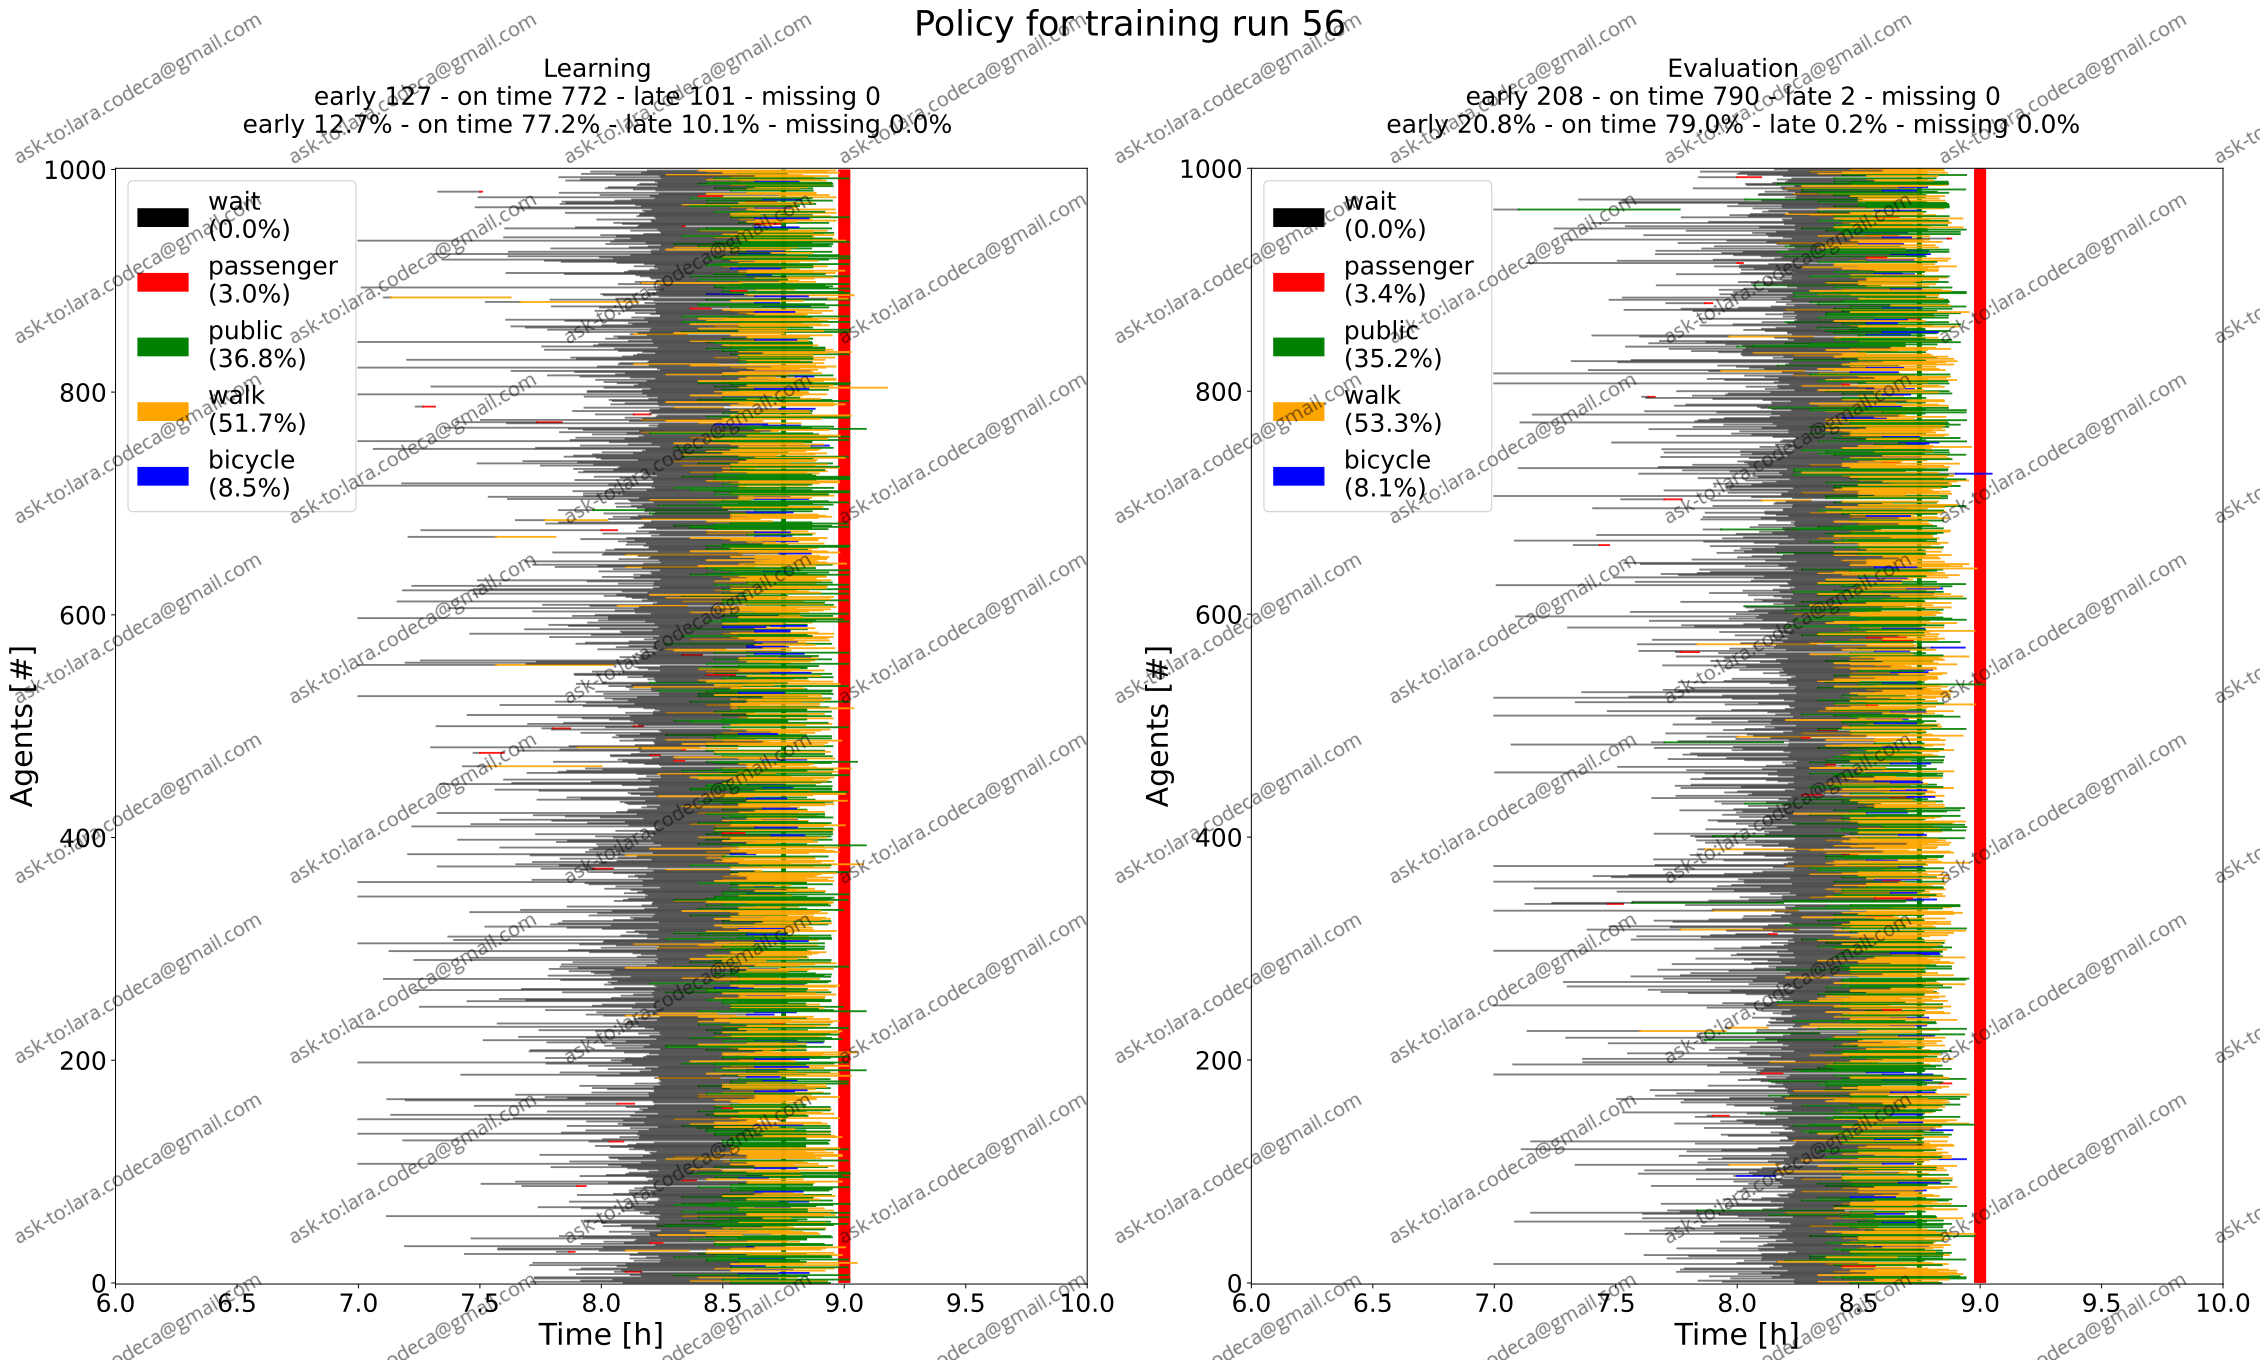 Policy for training run 56
Learning
early 127 - on time 772 - late 101 - missing 0
early 12.7% - on time 77.2% - late 10.1% - missing 0.0%
1000
800
600
400
200
0
Agents [#]
wait
(0.0%)
passenger
(3.0%)
public
(36.8%)
walk
(51.7%)
bicycle
(8.5%)
6.0 6.5 7.0 7.5 8.0 8.5 9.0 9.5 10.0
Time [h]
Evaluation
early 208 - on time 790 - late 2 - missing 0
early 20.8% - on time 79.0% - late 0.2% - missing 0.0%
1000
800
600
400
200
0
Agents [#]
wait
(0.0%)
passenger
(3.4%)
public
(35.2%)
walk
(53.3%)
bicycle
(8.1%)
6.0 6.5 7.0 7.5 8.0 8.5 9.0 9.5 10.0
Time [h]
ask-to:lara.codeca@gmail.com